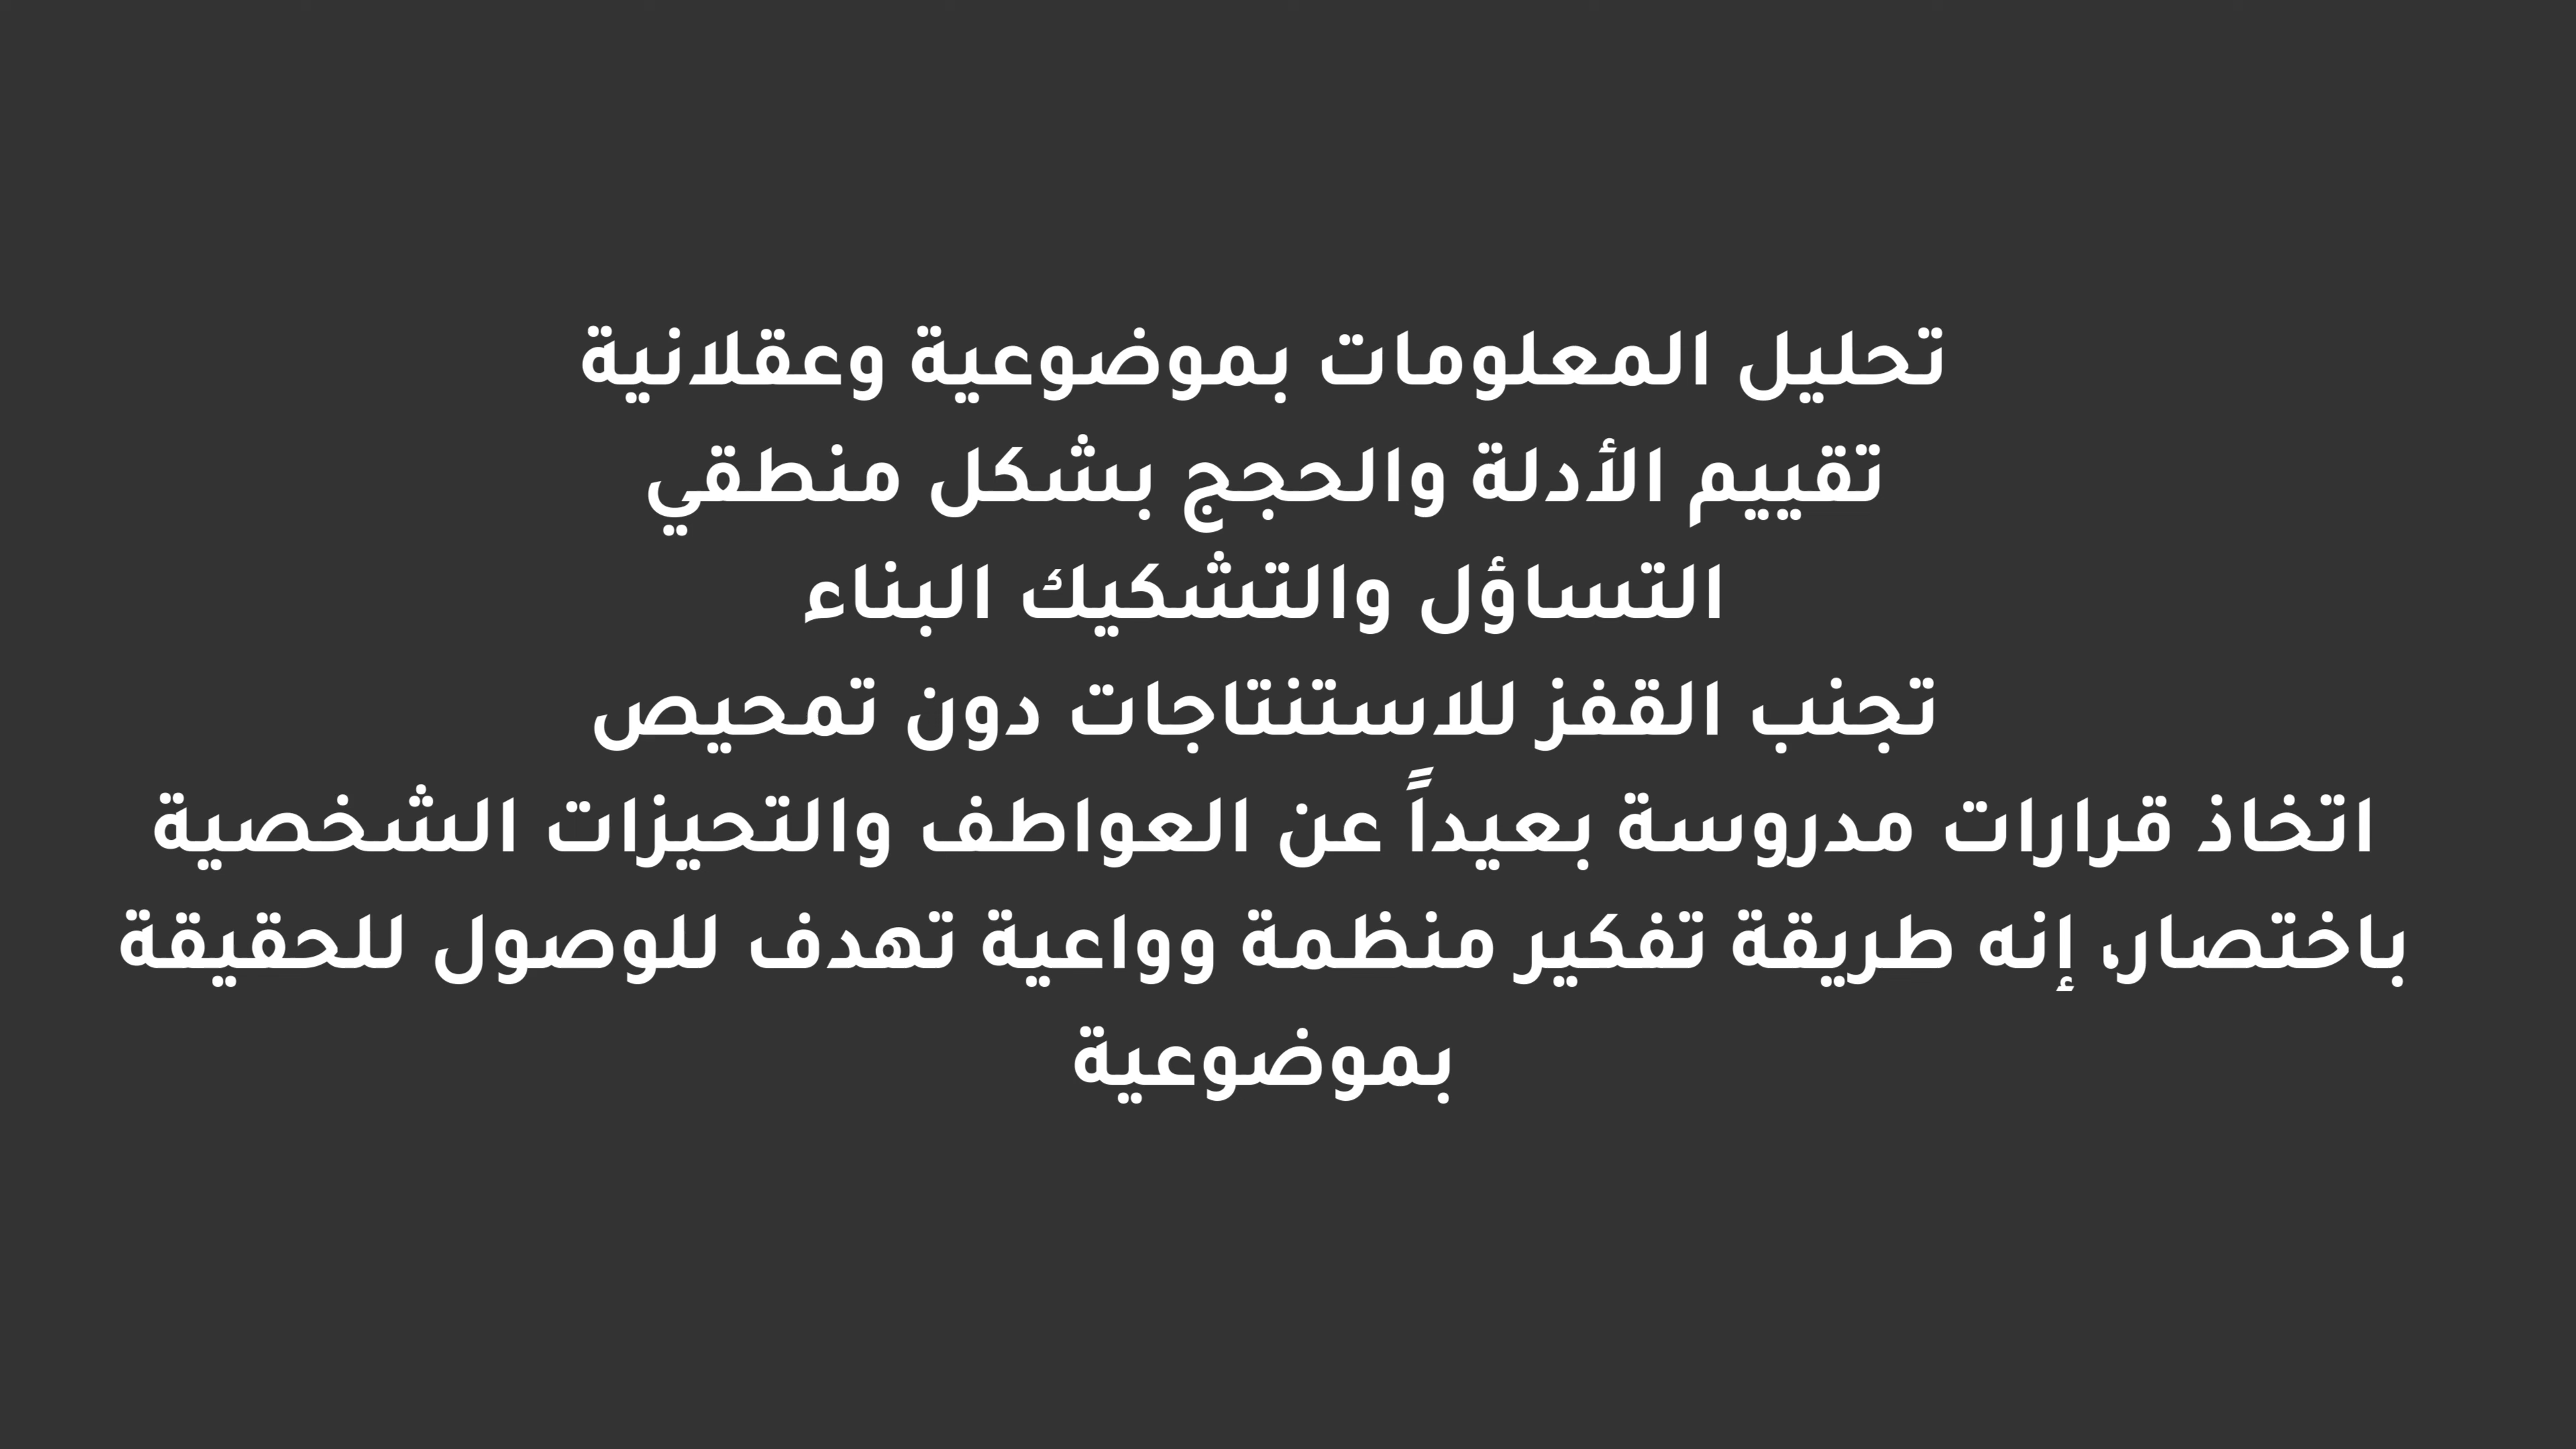 تحليل المعلومات بموضوعية وعقلانية
تقييم الأدلة والحجج بشكل منطقي
التساؤل والتشكيك البناء
تجنب القفز للاستنتاجات دون تمحيص
اتخاذ قرارات مدروسة بعيداً عن العواطف والتحيزات الشخصية
باختصار، إنه طريقة تفكير منظمة وواعية تهدف للوصول للحقيقة
بموضوعية